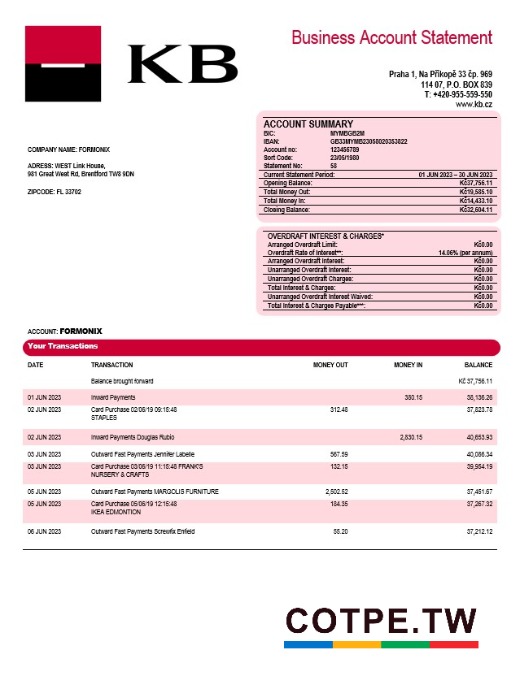 KB
Business Account Statement
Praha 1, Na Příkopě 33 čp. 969
114 07, P.O. BOX 839
T: +420-955-559-550
www.kb.cz
COMPANY NAME: FORMONIX
ADRESS: WEST Link House,
981 Great West Rd, Brentford TW8 9DN
ZIPCODE: FL 33702
ACCOUNT SUMMARY
BIC: MYMBGB2M
IBAN: GB33MYMB23058020353822
Account no: 123456789
Sort Code: 23/05/1980
Statement No: 58
Current Statement Period: 01 JUN 2023 – 30 JUN 2023
Opening Balance: Kč37,756.11
Total Money Out: Kč19,585.10
Total Money In: Kč14,433.10
Closing Balance: Kč32,604.11
OVERDRAFT INTEREST & CHARGES*
Arranged Overdraft Limit: Kč0.00
Overdraft Rate of Interest**: 14.06% (per annum)
Arranged Overdraft Interest: Kč0.00
Unarranged Overdraft Interest: Kč0.00
Unarranged Overdraft Charges: Kč0.00
Total Interest & Charges: Kč0.00
Unarranged Overdraft Interest Waived: Kč0.00
Total Interest & Charges Payable***: Kč0.00
ACCOUNT: FORMONIX
Your Transactions
DATE TRANSACTION MONEY OUT MONEY IN BALANCE
Balance brought forward Kč 37,756.11
01 JUN 2023 Inward Payments 380.15 38,136.26
02 JUN 2023 Card Purchase 02/06/19 09:15:48 312.48 37,823.78
STAPLES
02 JUN 2023 Inward Payments Douglas Rubio 2,830.15 40,653.93
03 JUN 2023 Outward Fast Payments Jennifer Labelle 567.59 40,086.34
03 JUN 2023 Card Purchase 03/06/19 11:15:48 FRANK'S 132.15 39,954.19
NURSERY & CRAFTS
05 JUN 2023 Outward Fast Payments MARGOLIS FURNITURE 2,502.52 37,451.67
05 JUN 2023 Card Purchase 05/06/19 12:15:48 184.35 37,267.32
IKEA EDMONTION
06 JUN 2023 Outward Fast Payments Screwfix Enfield 55.20 37,212.12
COTPE.TW